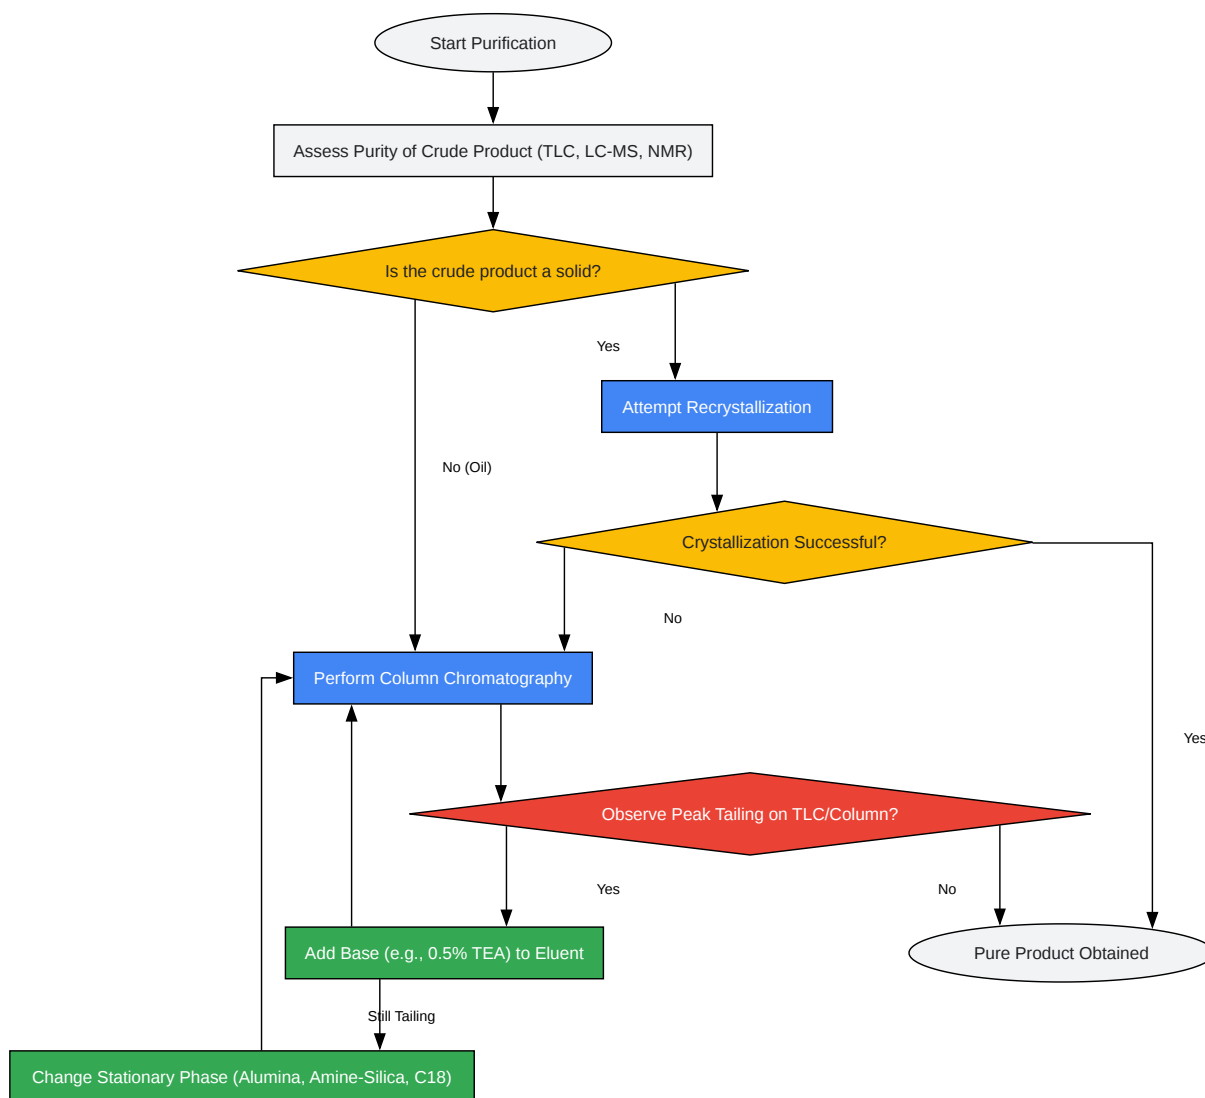 Start Purification
Assess Purity of Crude Product (TLC, LC-MS, NMR)
Is the crude product a solid?
Yes
Attempt Recrystallization
No (Oil)
Crystallization Successful?
No
Perform Column Chromatography
Yes
Observe Peak Tailing on TLC/Column?
Yes
No
Add Base (e.g., 0.5% TEA) to Eluent
Pure Product Obtained
Still Tailing
Change Stationary Phase (Alumina, Amine-Silica, C18)